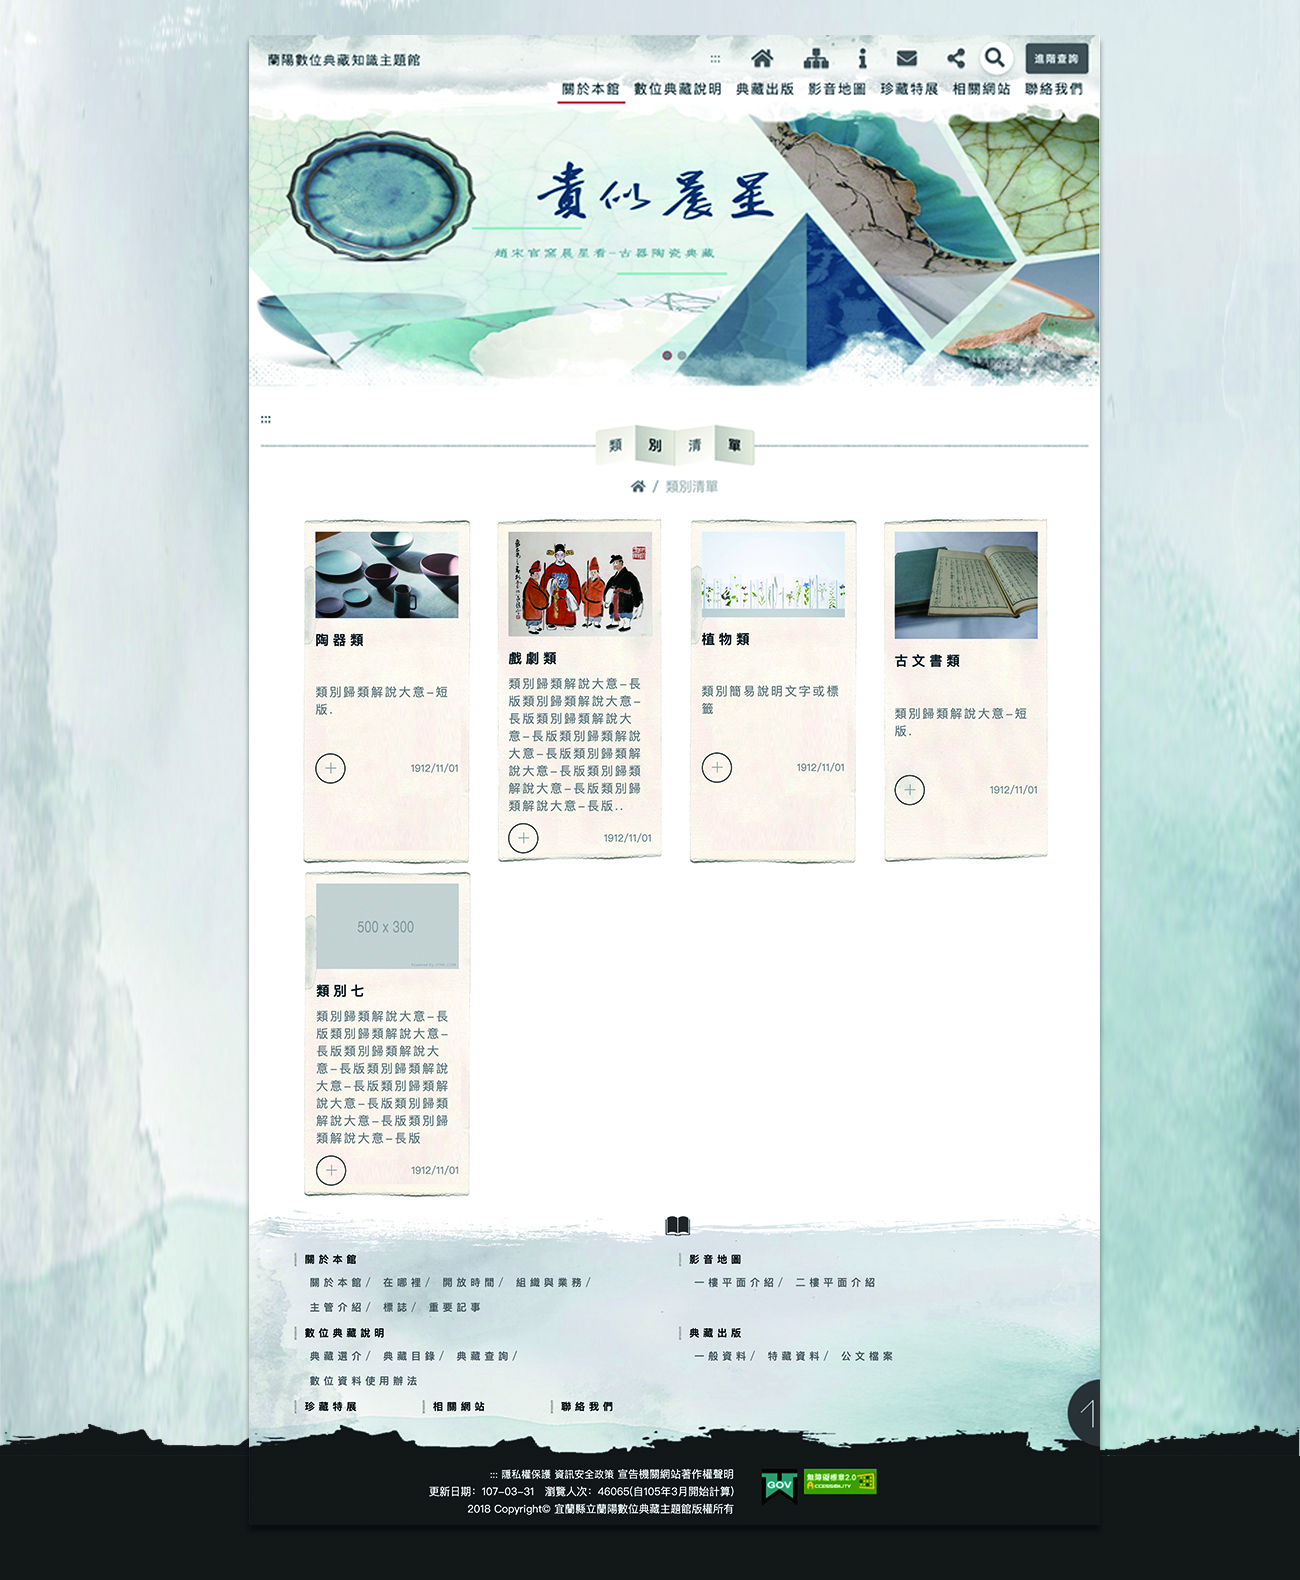 蘭陽數位典藏知識主題館
:::
進階查詢
關於本館 數位典藏說明 典藏出版 影音地圖 珍藏特展 相關網站 聯絡我們
貴似晨星
趙宋官窯晨星看-古器陶瓷典藏
:::
類別清單
/ 類別清單
陶器類
類別歸類解說大意-短
版.
1912/11/01
戲劇類
類別歸類解說大意-長
版類別歸類解說大意-
長版類別歸類解說大
意-長版類別歸類解說
大意-長版類別歸類解
說大意-長版類別歸類
解說大意-長版類別歸
類解說大意-長版..
1912/11/01
植物類
類別簡易說明文字或標
籤
1912/11/01
古文書類
類別歸類解說大意-短
版.
1912/11/01
500 x 300
類別七
類別歸類解說大意-長
版類別歸類解說大意-
長版類別歸類解說大
意-長版類別歸類解說
大意-長版類別歸類解
說大意-長版類別歸類
解說大意-長版類別歸
類解說大意-長版
1912/11/01
關於本館
關於本館/ 在哪裡/ 開放時間/ 組織與業務/
主管介紹/ 標誌/ 重要記事
影音地圖
一樓平面介紹/ 二樓平面介紹
數位典藏說明
典藏選介/ 典藏目錄/ 典藏查詢/
數位資料使用辦法
典藏出版
一般資料/ 特藏資料/ 公文檔案
珍藏特展
相關網站
聯絡我們
::: 隱私權保護 資訊安全政策 宣告機關網站著作權聲明
更新日期：107-03-31 瀏覽人次：46065(自105年3月開始計算)
2018 Copyright© 宜蘭縣立蘭陽數位典藏主題館版權所有
GOV
無障礙標章2.0
ACCESSIBILITY